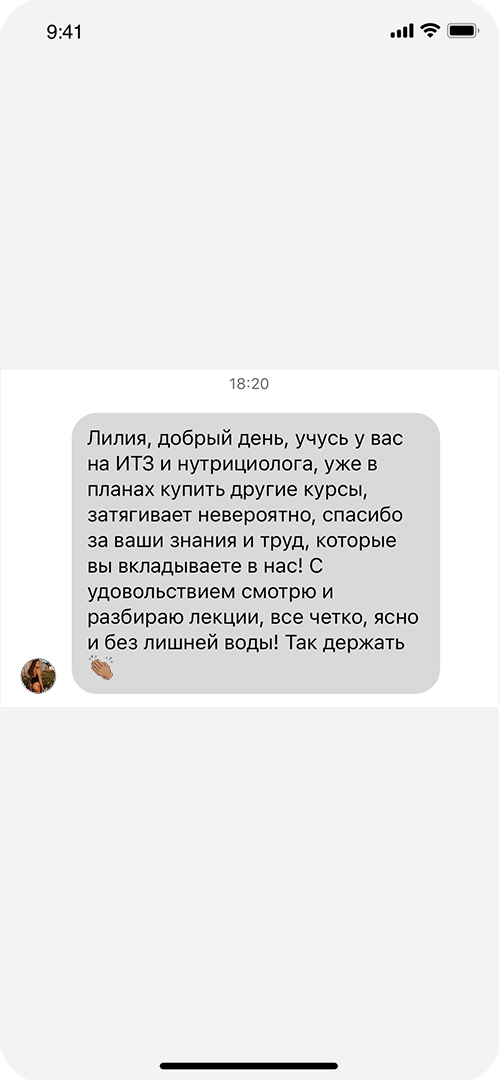 9:41
18:20
Лилия, добрый день, учусь у вас
на ИТЗ и нутрициолога, уже в
планах купить другие курсы,
затягивает невероятно, спасибо
за ваши знания и труд, которые
вы вкладываете в нас! С
удовольствием смотрю и
разбираю лекции, все четко, ясно
и без лишней воды! Так держать
👏🏽